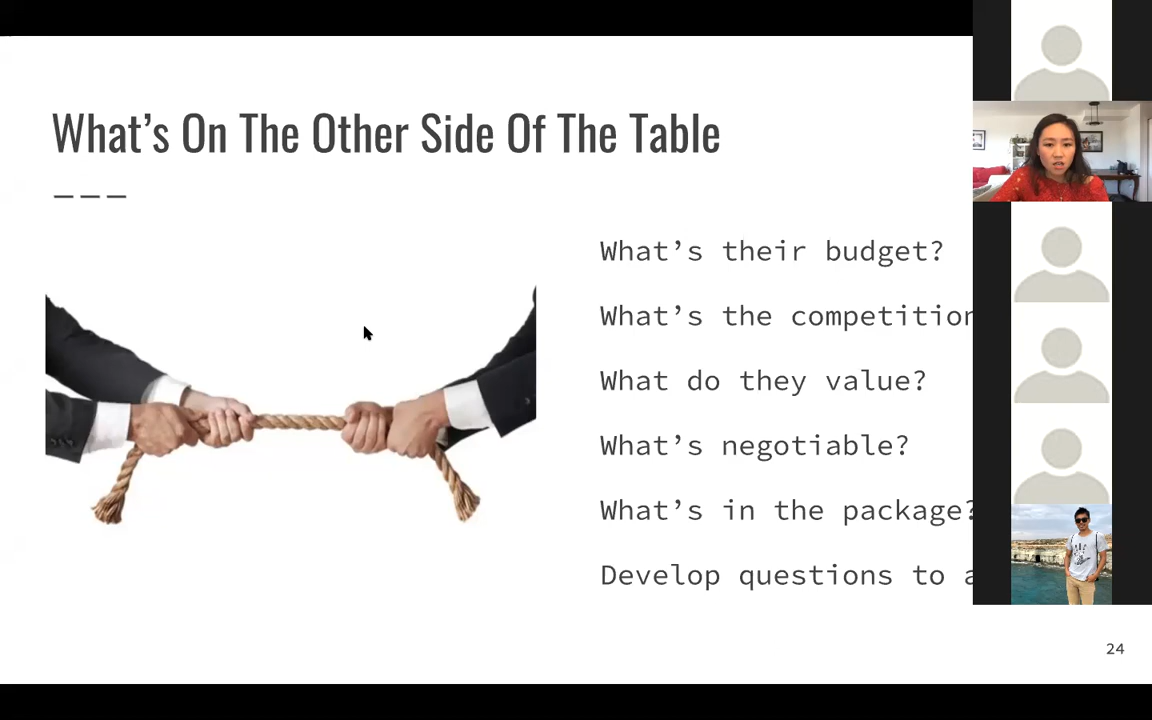 What's On The Other Side Of The Table
What's their budget?
What's the competition
What do they value?
What's negotiable?
What's in the package?
Develop questions to
24